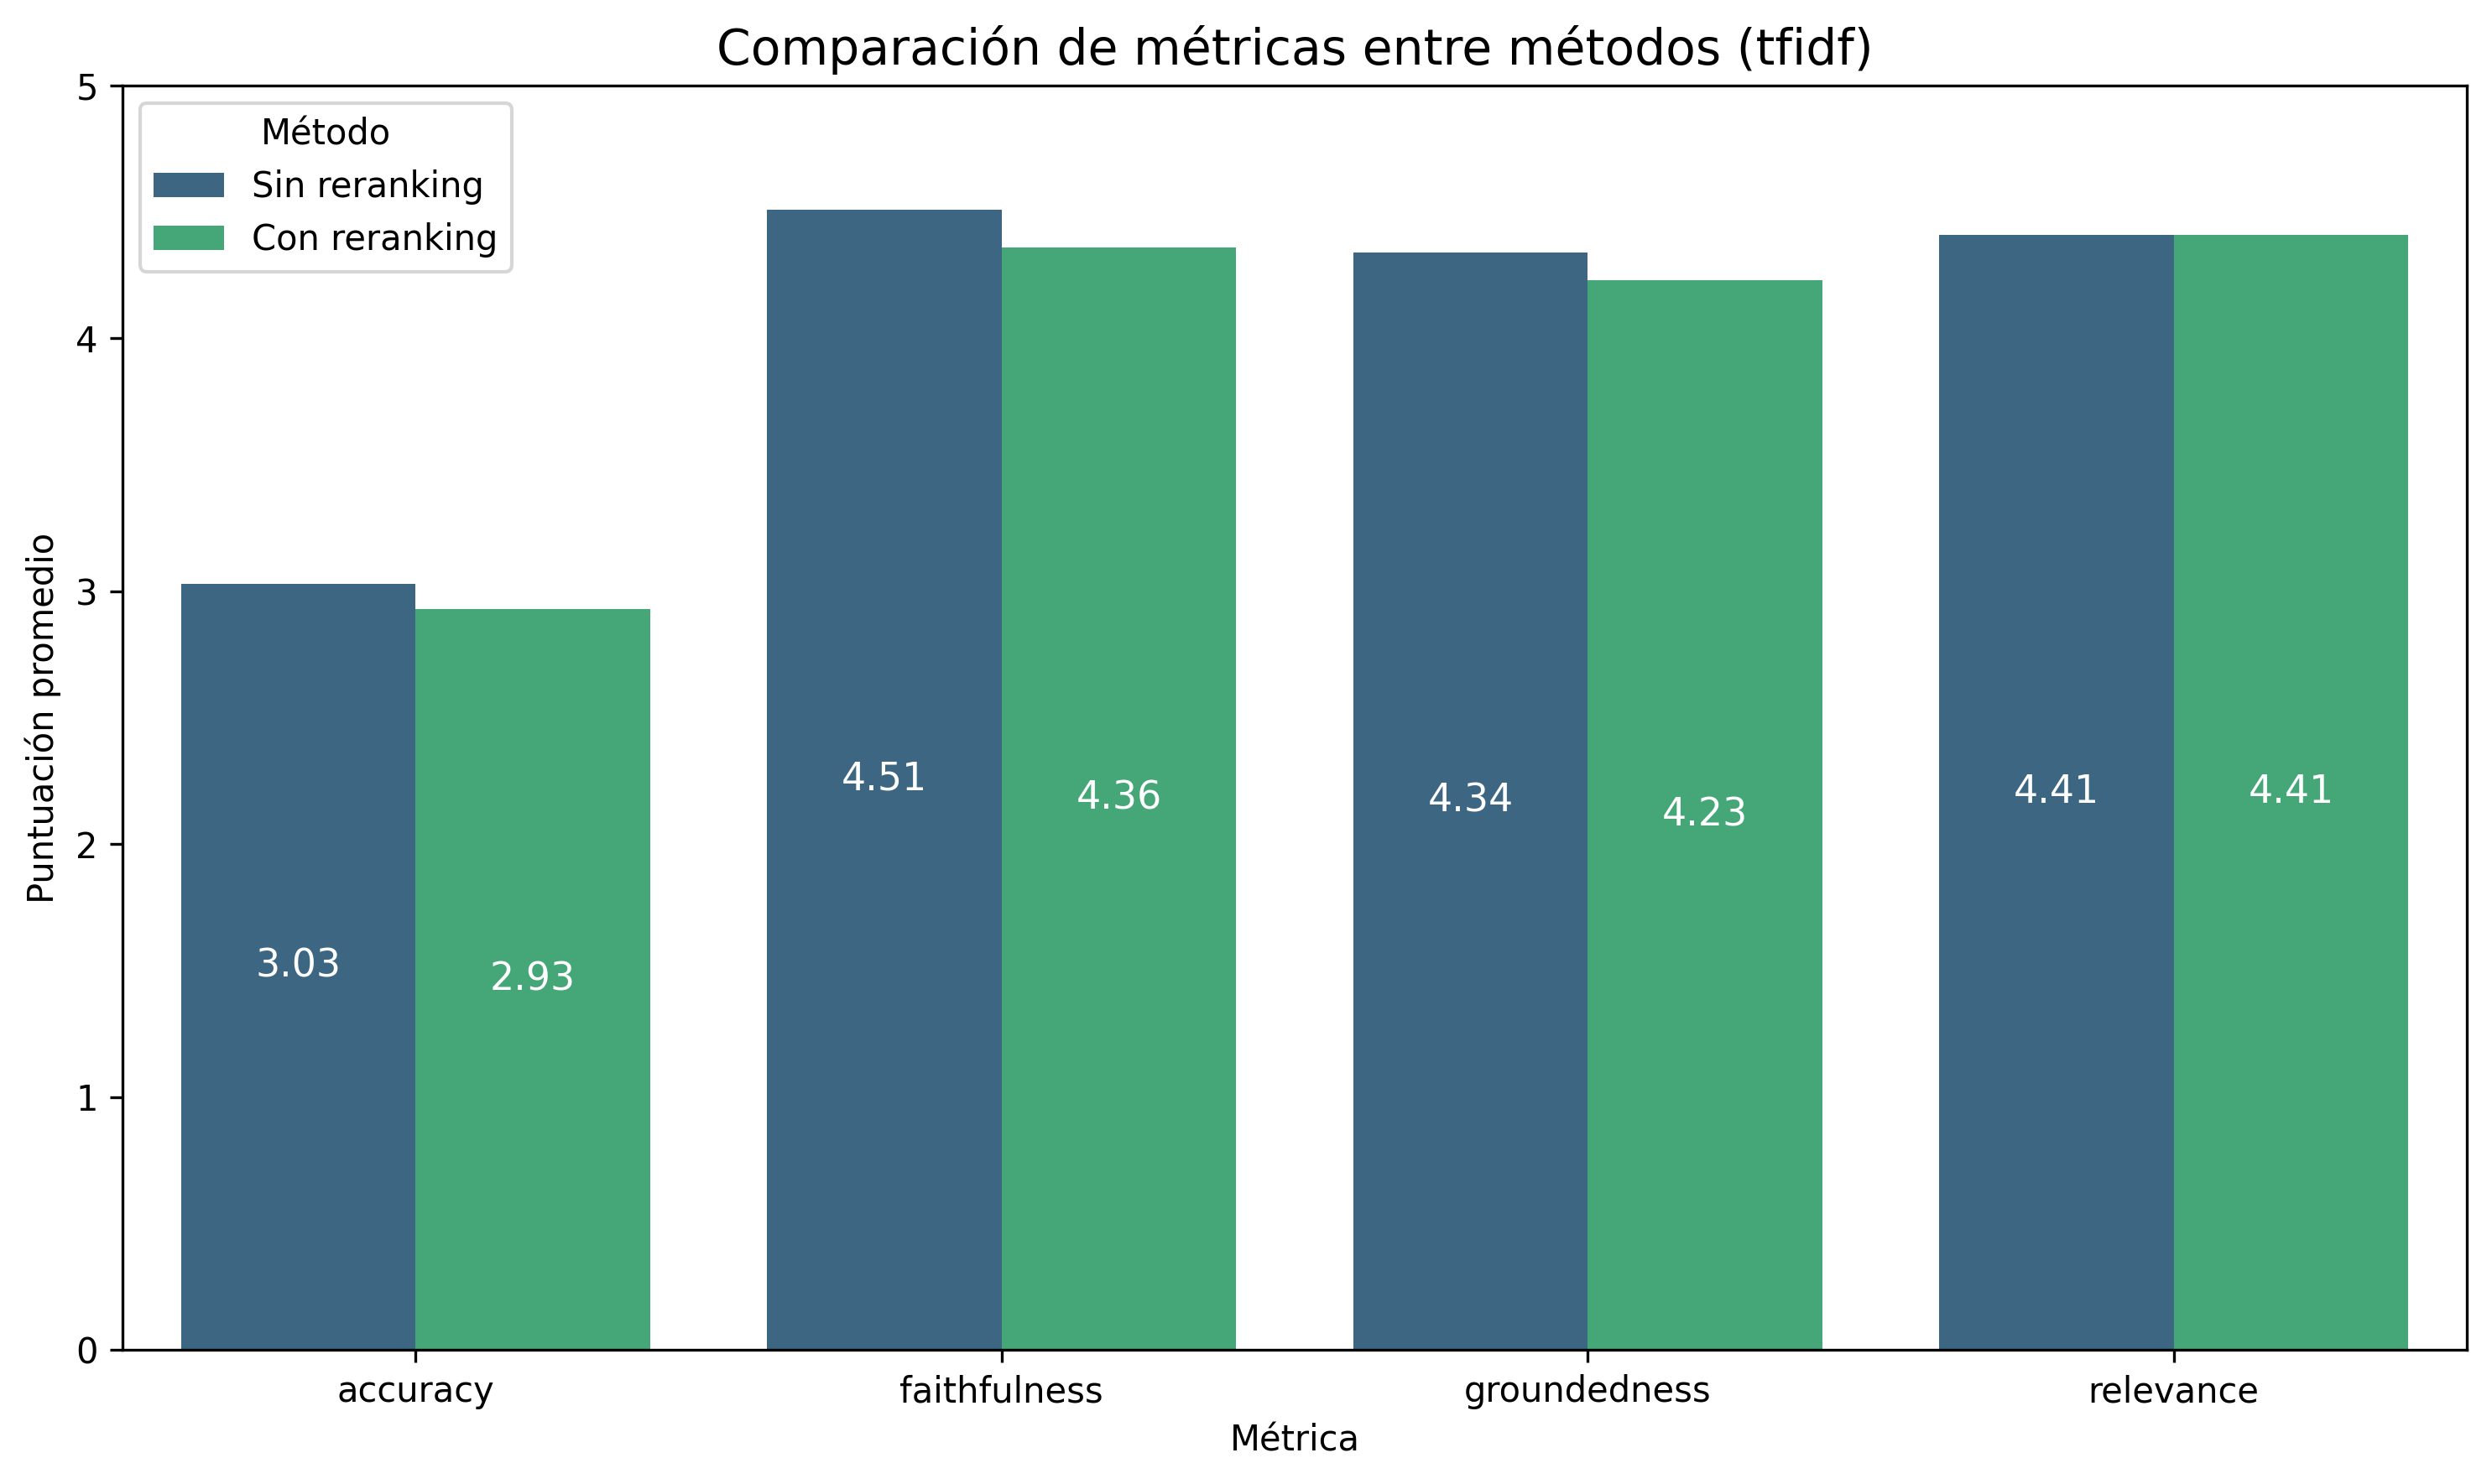 Comparación de métricas entre métodos (tfidf)
Método
Sin reranking
Con reranking
Puntuación promedio
5
4
3
2
1
0
3.03
2.93
4.51
4.36
4.34
4.23
4.41
4.41
accuracy
faithfulness
groundedness
relevance
Métrica